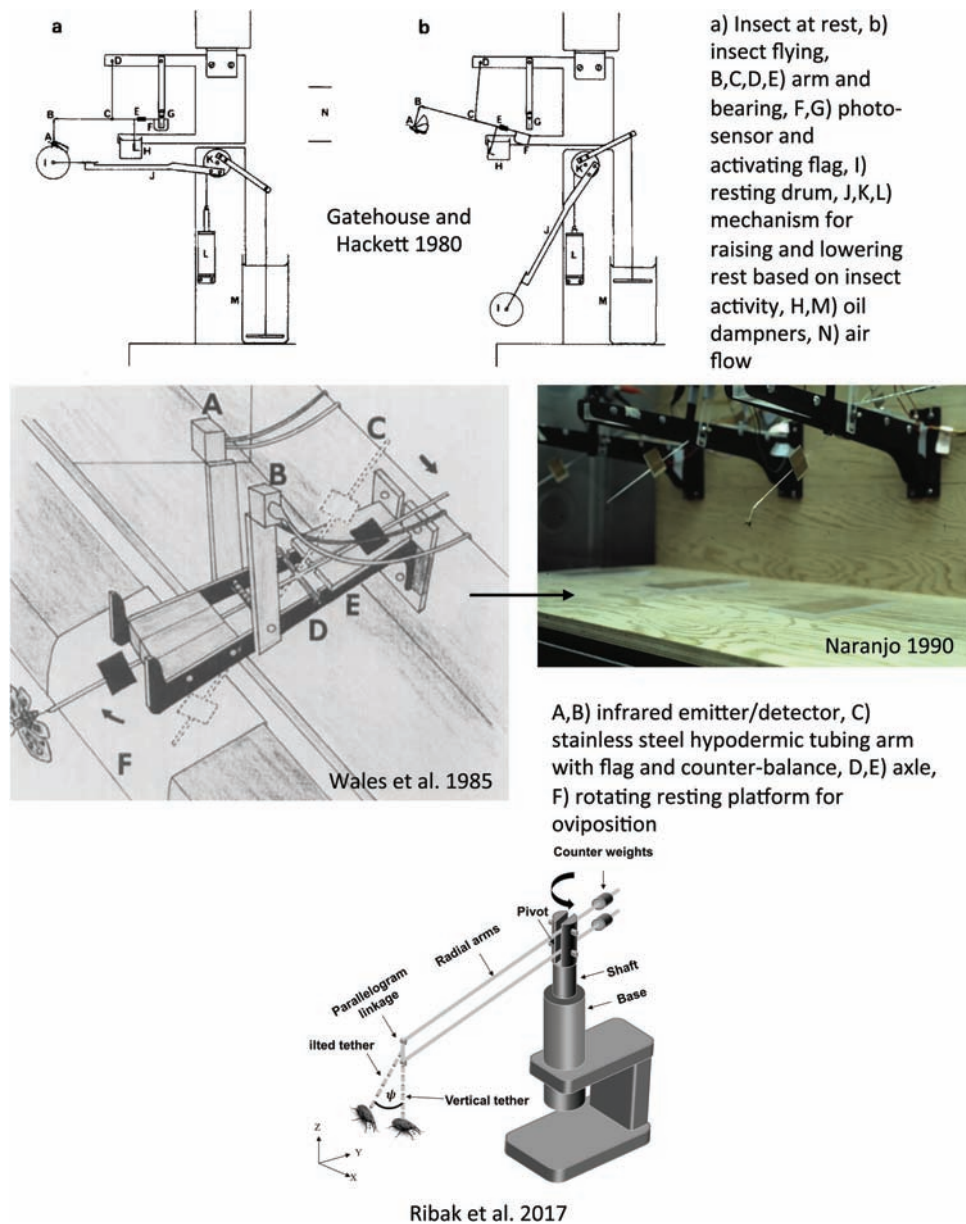 a
b
D
D
B
C
E
G
F
A
H
N
I
J
K
L
M
B
A
C
E
G
F
H
K
J
L
M
I
Gatehouse and
Hackett 1980
a) Insect at rest, b)
insect flying,
B,C,D,E) arm and
bearing, F,G) photo-
sensor and
activating flag, I)
resting drum, J,K,L)
mechanism for
raising and lowering
rest based on insect
activity, H,M) oil
dampners, N) air
flow
A
B
C
D
E
F
Wales et al. 1985
Naranjo 1990
A,B) infrared emitter/detector, C)
stainless steel hypodermic tubing arm
with flag and counter-balance, D,E) axle,
F) rotating resting platform for
oviposition
Counter weights
Pivot
Radial arms
Shaft
Base
Parallelogram
linkage
ilted tether
ψ
Vertical tether
Z
Y
X
Ribak et al. 2017